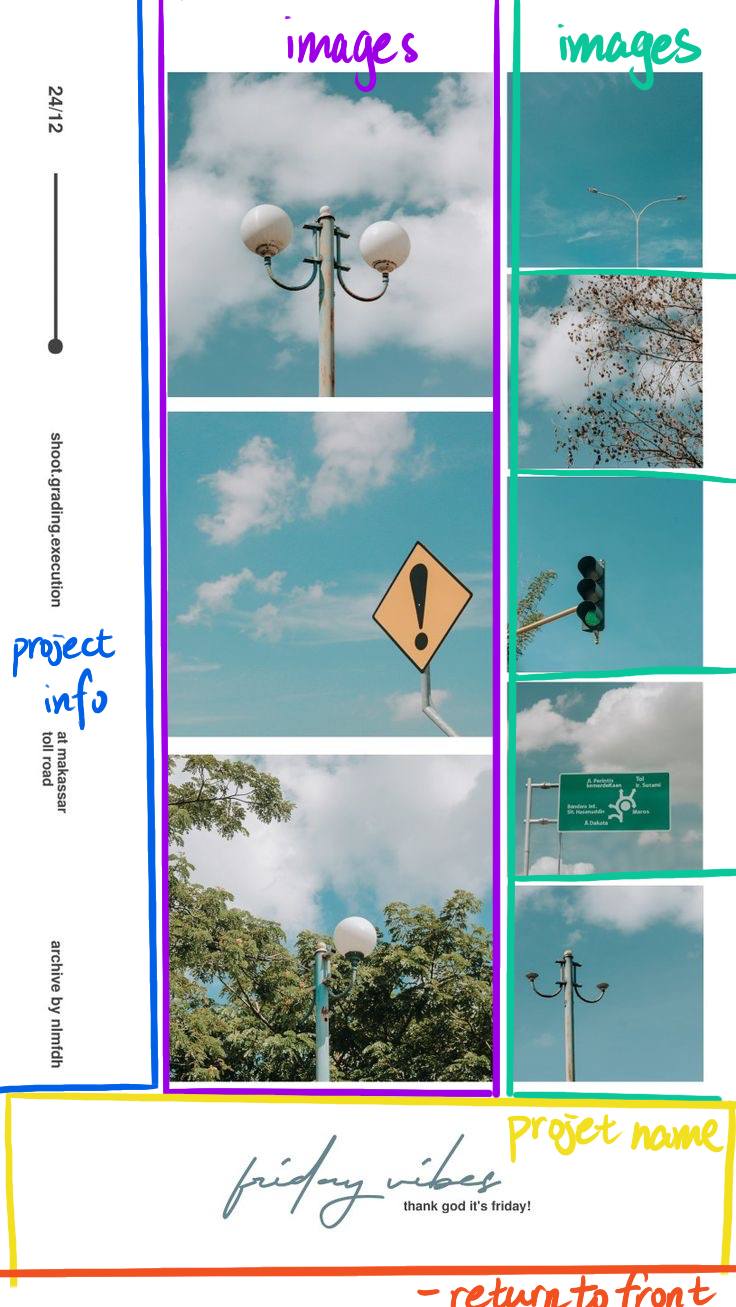 images
images
24/12
shoot.grading.execution
project
info
at makassar
toll road
archive by nlmfdh
Jl. Perintis
kemerdekaan
Tol
ir. Sutami
Bandara Int.
Slt. Hasanuddin
Maros
Jl.Dakota
projet name
friday vibes
thank god it's friday!
- return to front